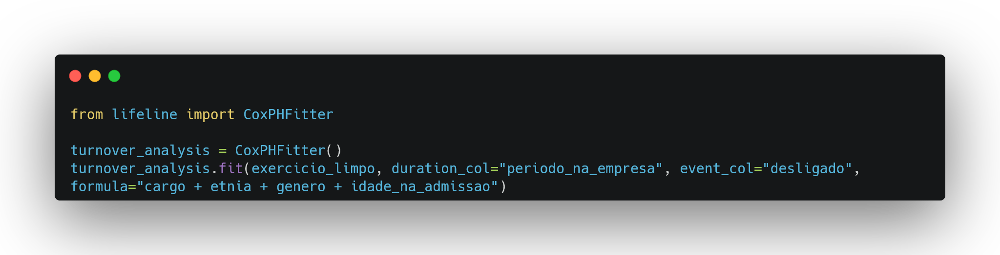 from lifeline import CoxPHFitter
turnover_analysis = CoxPHFitter()
turnover_analysis.fit(exercicio_limpo, duration_col="periodo_na_empresa", event_col="desligado",
formula="cargo + etnia + genero + idade_na_admissao")